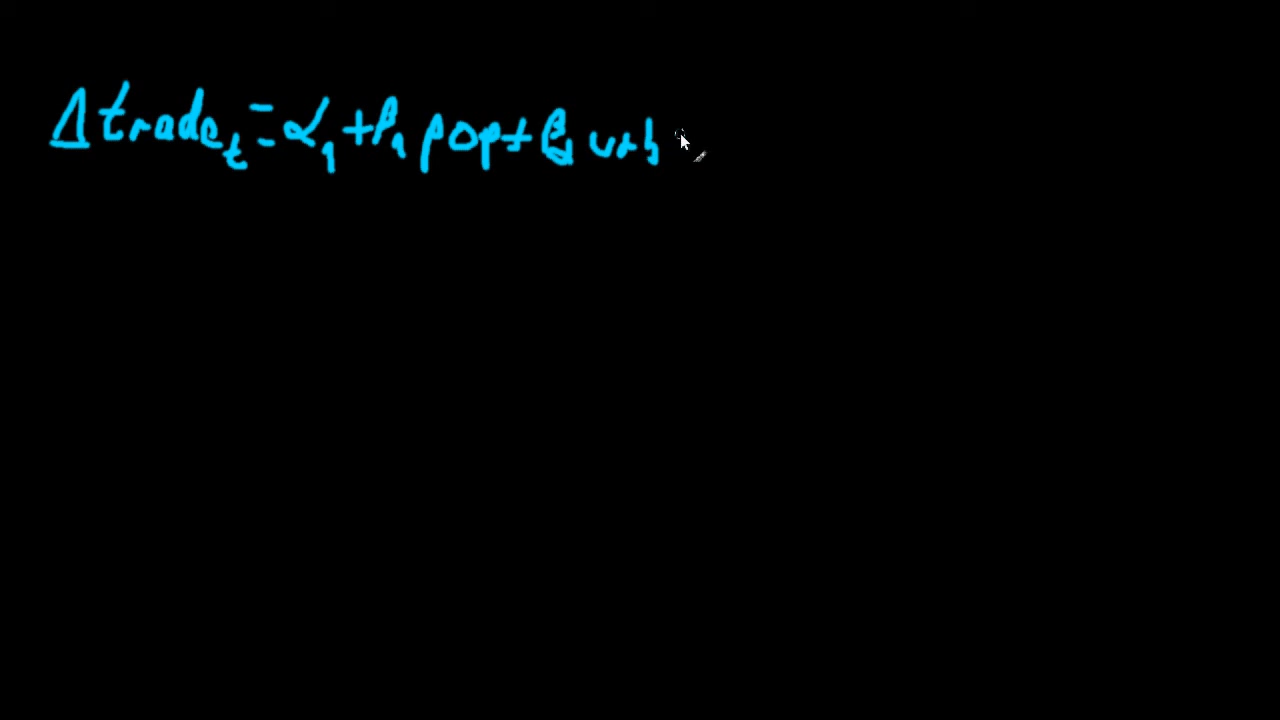 Δtrade_t = α_1 + β_1 pop + β_2 urb